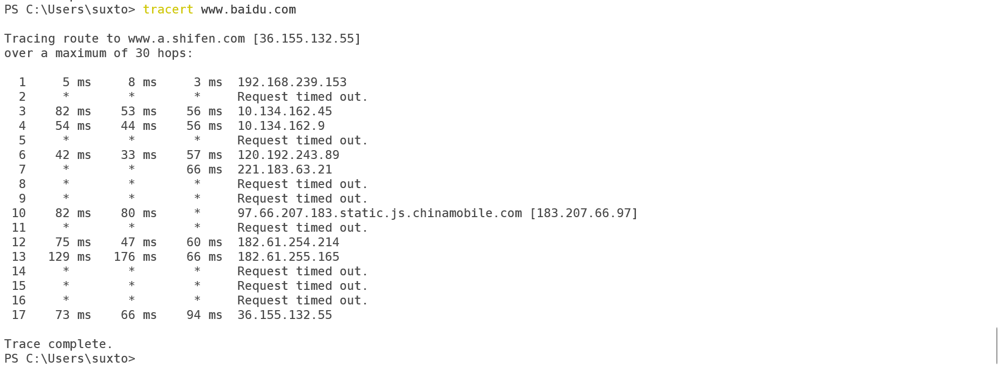 PS C:\Users\suxto> tracert www.baidu.com
Tracing route to www.a.shifen.com [36.155.132.55]
over a maximum of 30 hops:
1 5 ms 8 ms 3 ms 192.168.239.153
2 * * * Request timed out.
3 82 ms 53 ms 56 ms 10.134.162.45
4 54 ms 44 ms 56 ms 10.134.162.9
5 * * * Request timed out.
6 42 ms 33 ms 57 ms 120.192.243.89
7 * * 66 ms 221.183.63.21
8 * * * Request timed out.
9 * * * Request timed out.
10 82 ms 80 ms * 97.66.207.183.static.js.chinamobile.com [183.207.66.97]
11 * * * Request timed out.
12 75 ms 47 ms 60 ms 182.61.254.214
13 129 ms 176 ms 66 ms 182.61.255.165
14 * * * Request timed out.
15 * * * Request timed out.
16 * * * Request timed out.
17 73 ms 66 ms 94 ms 36.155.132.55
Trace complete.
PS C:\Users\suxto>